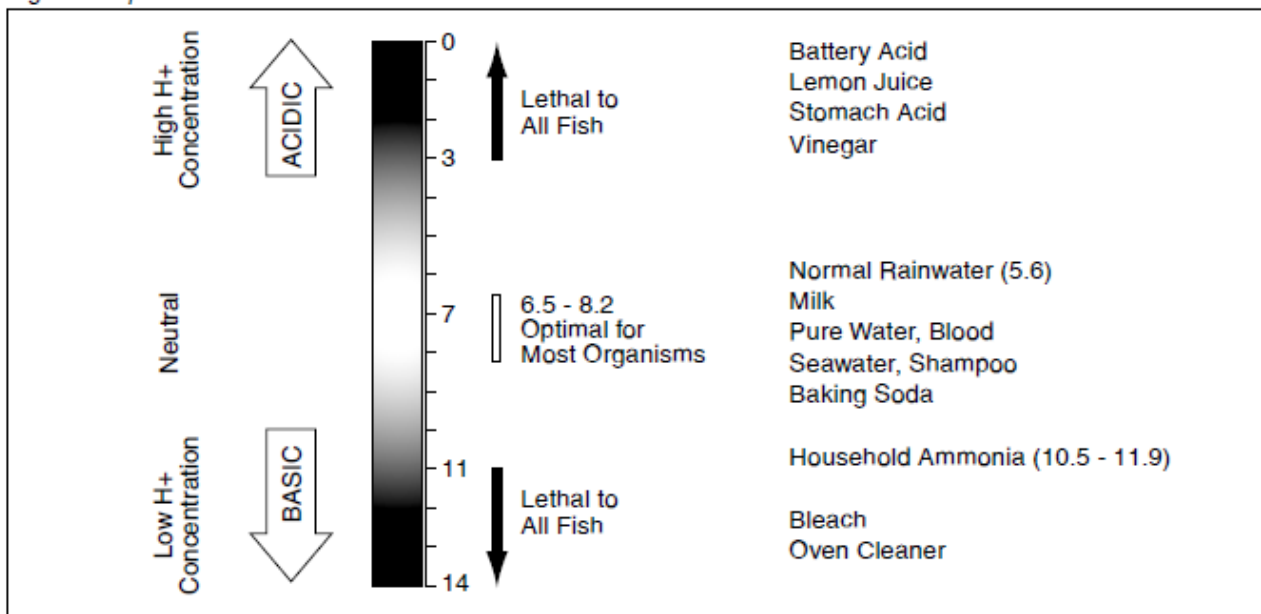 High H+
Concentration
ACIDIC
Neutral
Low H+
Concentration
BASIC
0
3
7
11
14
Lethal to
All Fish
6.5 - 8.2
Optimal for
Most Organisms
Lethal to
All Fish
Battery Acid
Lemon Juice
Stomach Acid
Vinegar
Normal Rainwater (5.6)
Milk
Pure Water, Blood
Seawater, Shampoo
Baking Soda
Household Ammonia (10.5 - 11.9)
Bleach
Oven Cleaner